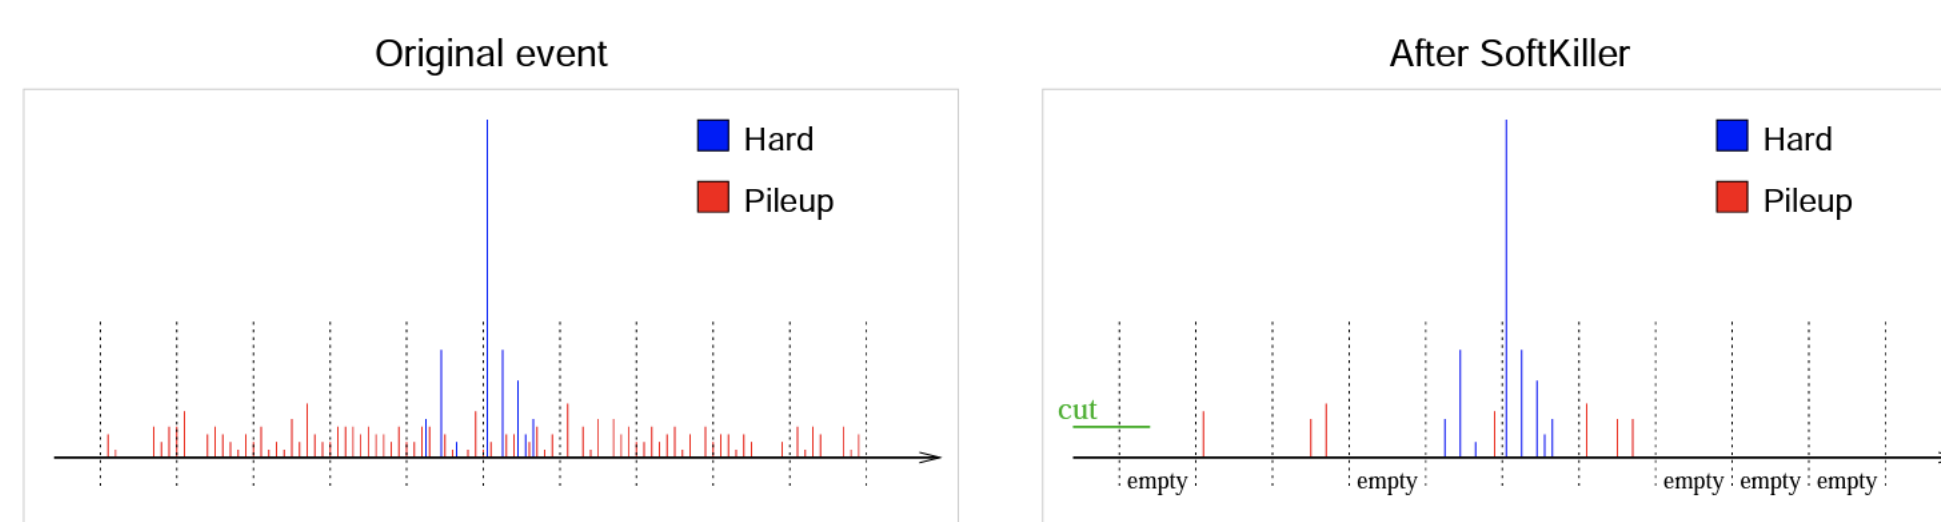 Original event
Hard
Pileup
After SoftKiller
Hard
Pileup
cut
empty
empty
empty
empty
empty